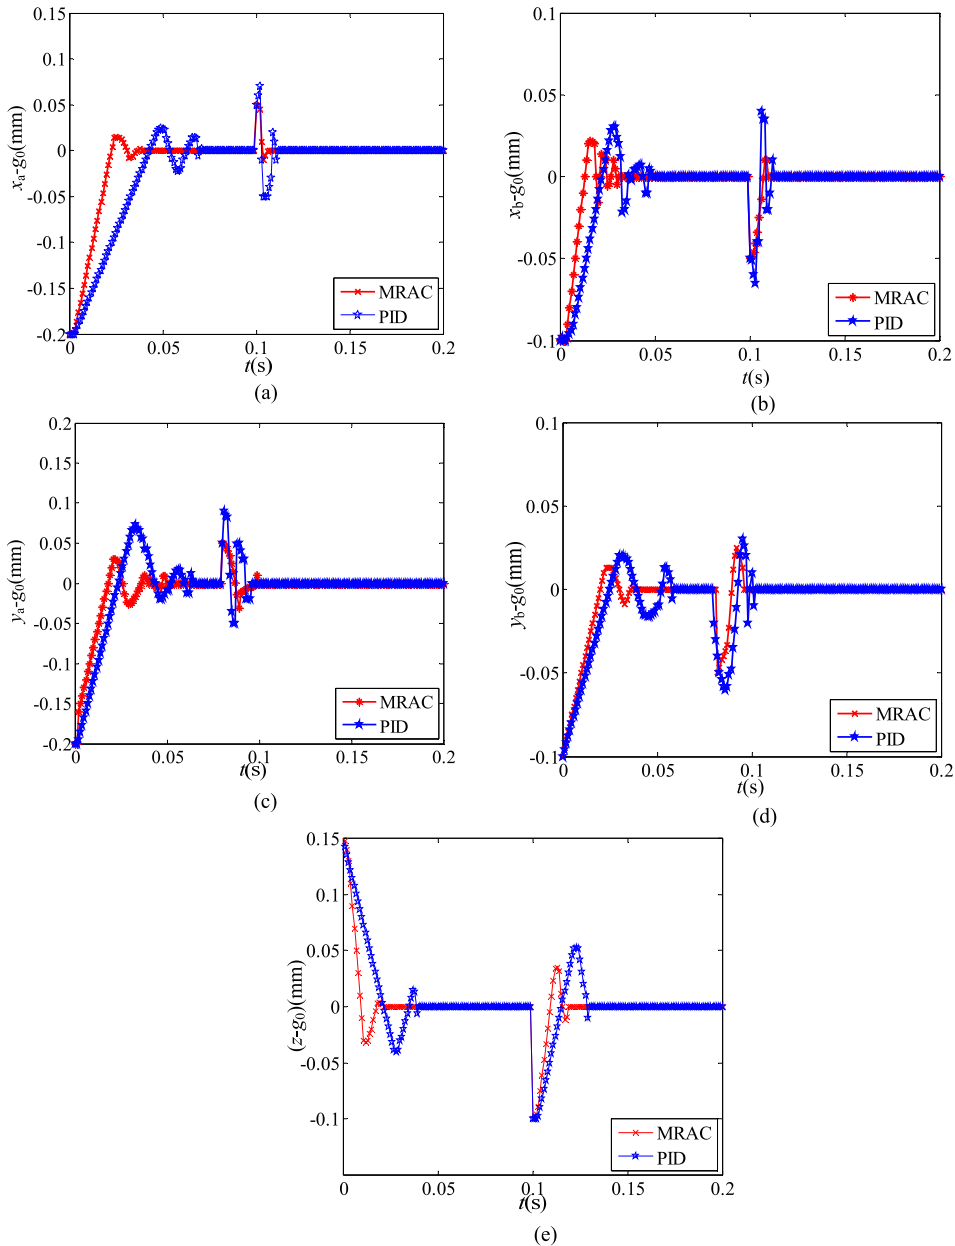 0.15
0.1
0.05
0
-0.05
-0.1
-0.15
-0.2
xa-g0(mm)
0 0.05 0.1 0.15 0.2
t(s)
MRAC
PID
(a)
-0.1
0.05
0
-0.05
-0.1
xb-g0(mm)
0 0.05 0.1 0.15 0.2
t(s)
MRAC
PID
(b)
0.2
0.15
0.1
0.05
0
-0.05
-0.1
-0.15
-0.2
ya-g0(mm)
0 0.05 0.1 0.15 0.2
t(s)
MRAC
PID
(c)
0.1
0.05
0
-0.05
-0.1
yb-g0(mm)
0 0.05 0.1 0.15 0.2
t(s)
MRAC
PID
(d)
0.15
0.1
0.05
0
-0.05
-0.1
(z-g0)(mm)
0 0.05 0.1 0.15 0.2
t(s)
MRAC
PID
(e)